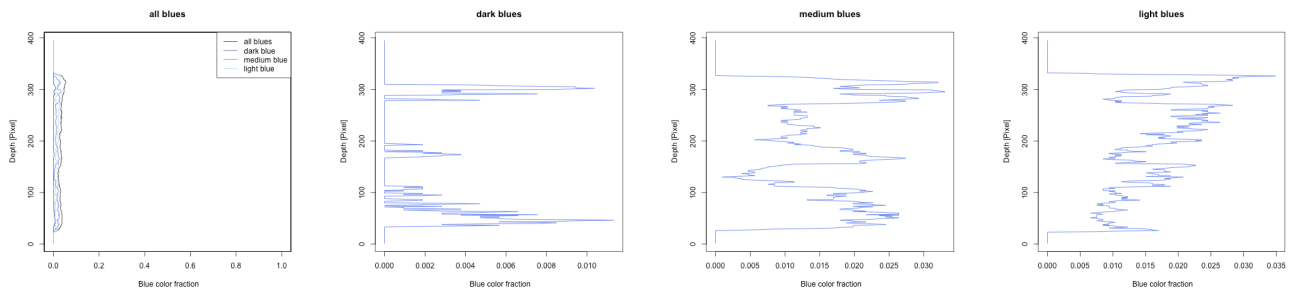 all blues
400
300
200
100
0
Depth [Pixel]
0.0 0.2 0.4 0.6 0.8 1.0
Blue color fraction
all blues
dark blue
medium blue
light blue
dark blues
400
300
200
100
0
Depth [Pixel]
0.000 0.002 0.004 0.006 0.008 0.010
Blue color fraction
medium blues
400
300
200
100
0
Depth [Pixel]
0.000 0.005 0.010 0.015 0.020 0.025 0.030
Blue color fraction
light blues
400
300
200
100
0
Depth [Pixel]
0.000 0.005 0.010 0.015 0.020 0.025 0.030 0.035
Blue color fraction